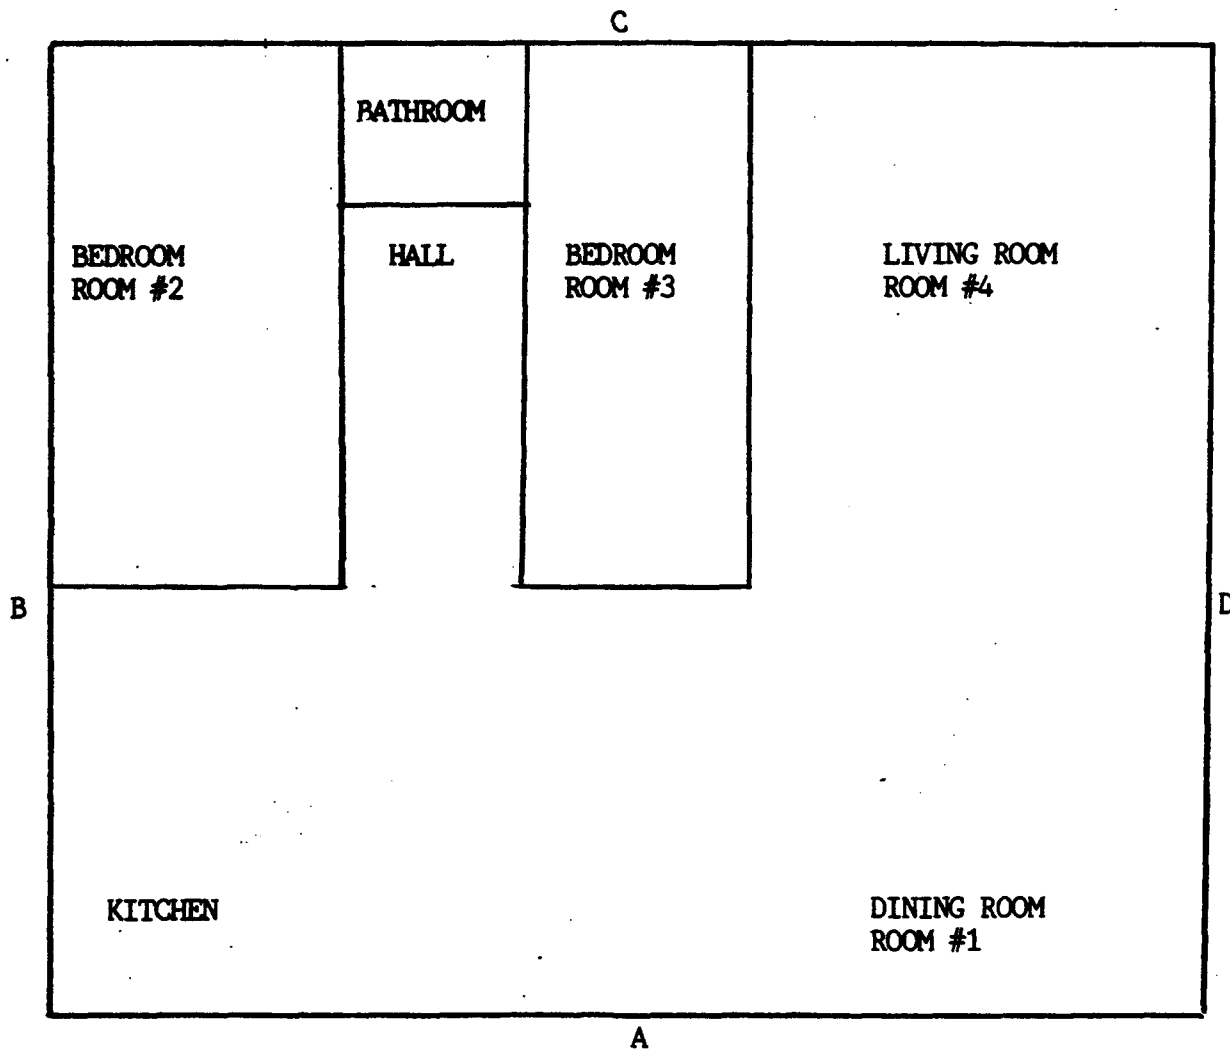 C
BATHROOM
BEDROOM
ROOM #2
HALL
BEDROOM
ROOM #3
LIVING ROOM
ROOM #4
B
D
KITCHEN
DINING ROOM
ROOM #1
A